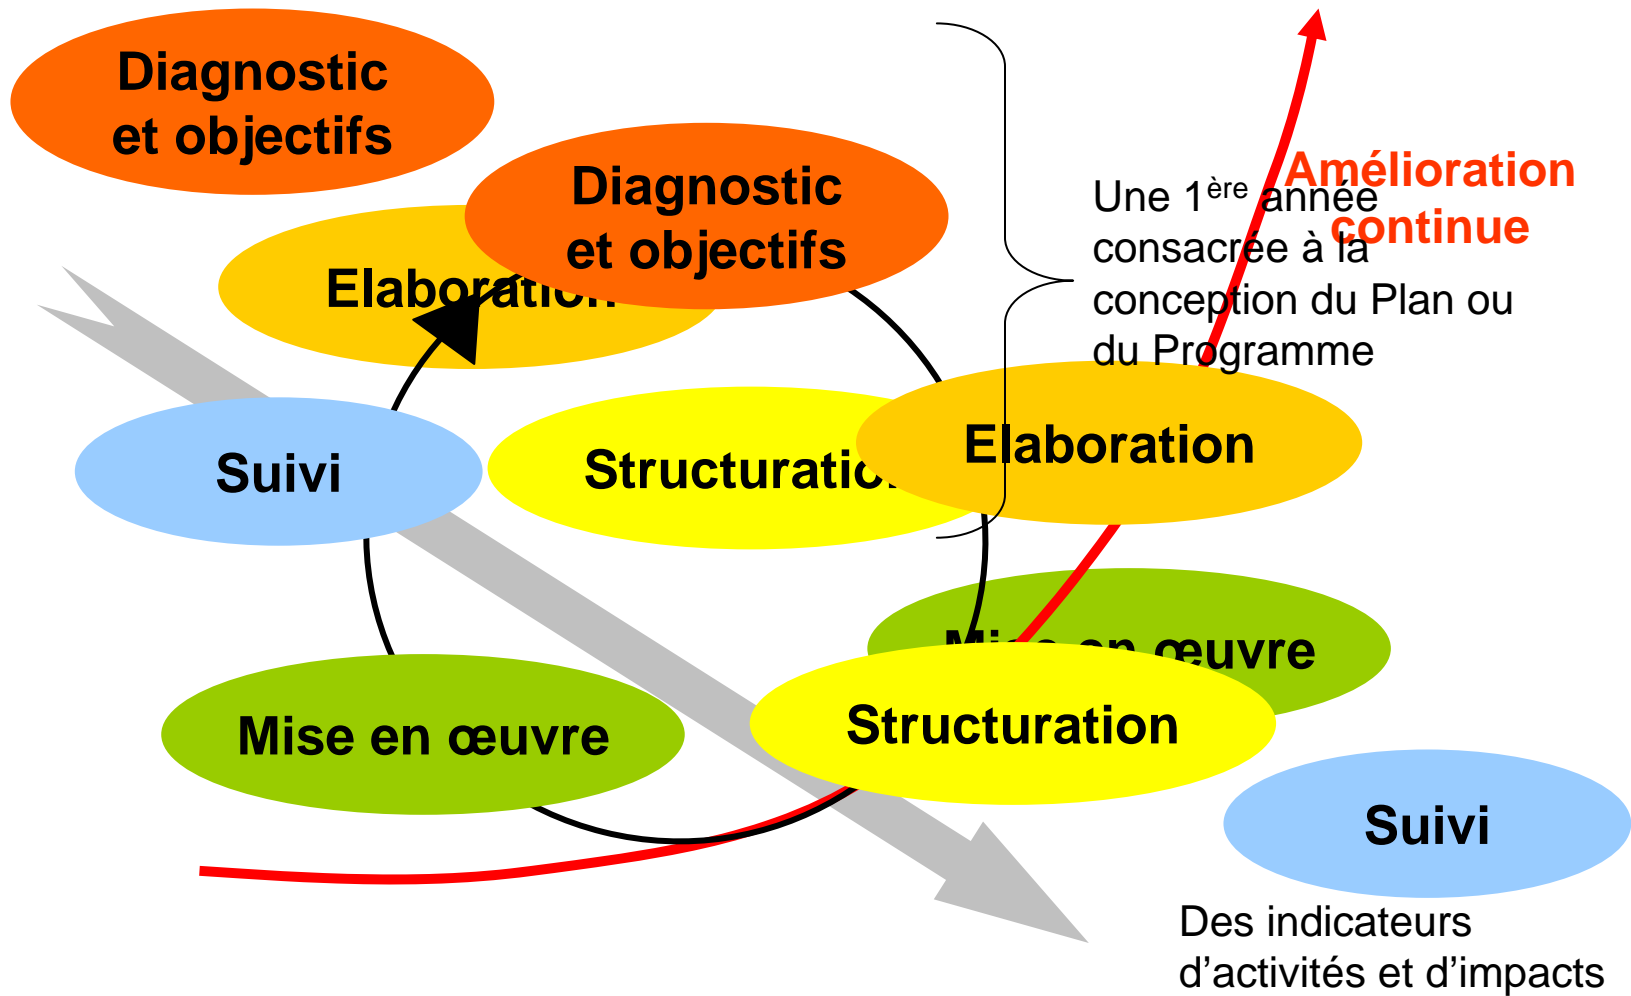 Diagnostic
et objectifs
Diagnostic
et objectifs
Amélioration
continue
Une 1ère année
consacrée à la
conception du Plan ou
du Programme
Elaboration
Elaboration
Suivi
Structuration
Mise en œuvre
Mise en œuvre
Structuration
Suivi
Des indicateurs
d’activités et d’impacts